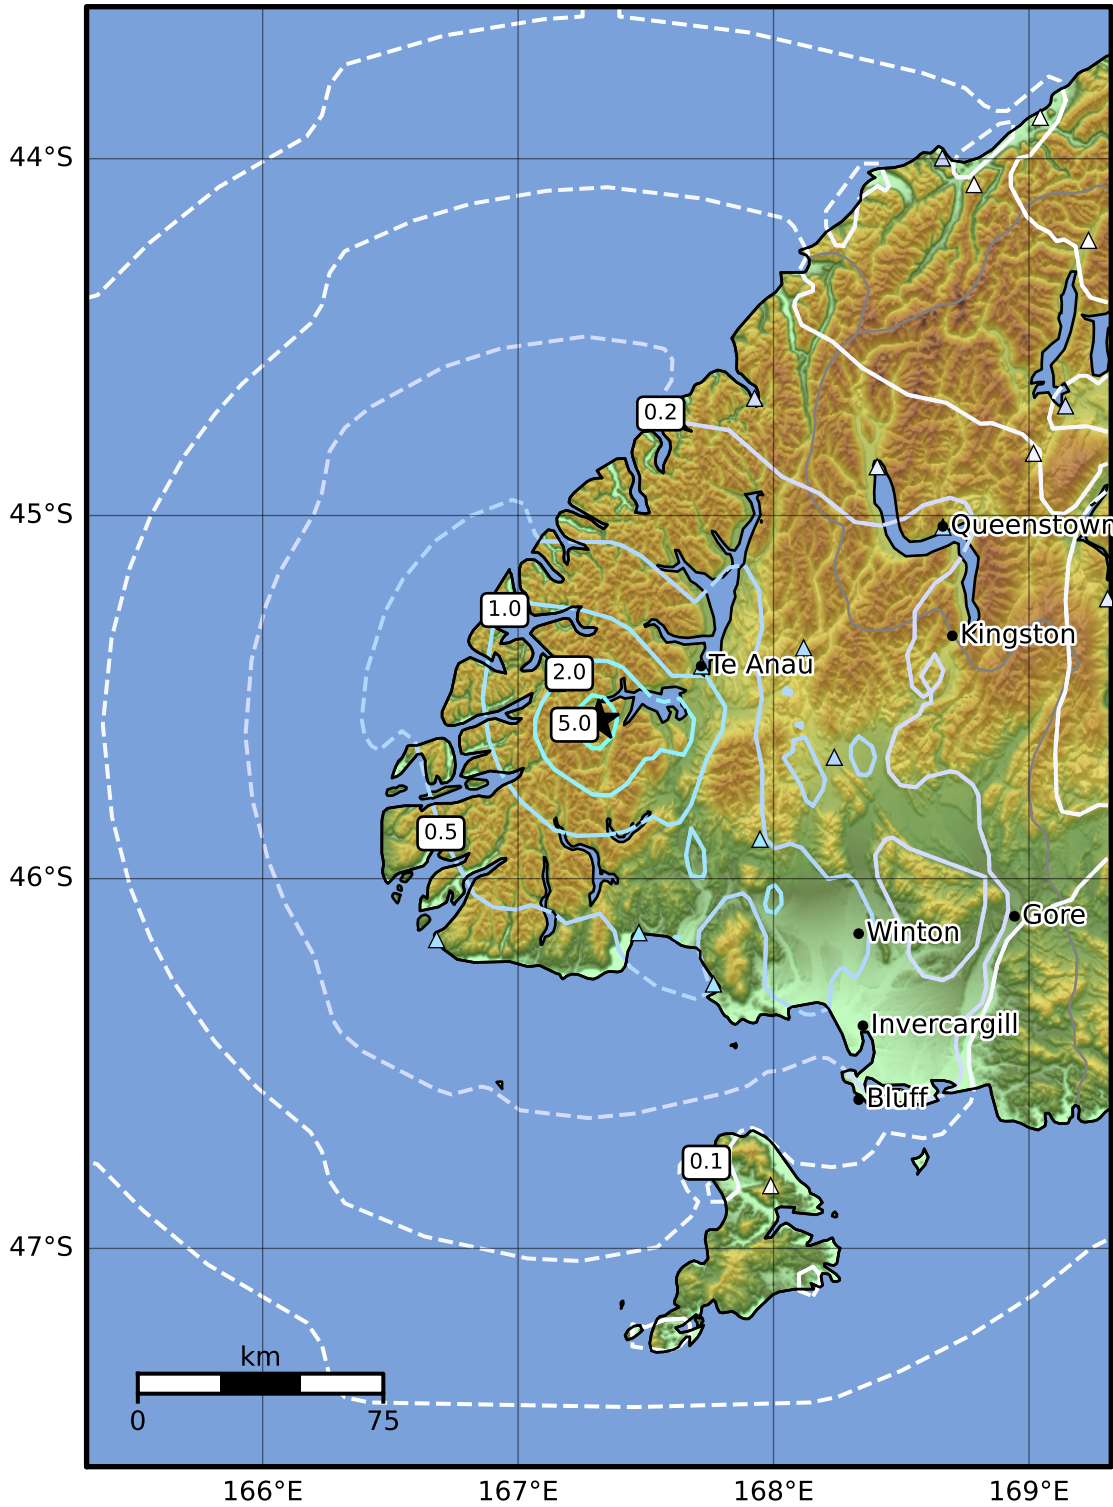 44°S
0.2
45°S
Queenstown
1.0
Kingston
2.0
Te Anau
5.0
0.5
46°S
Gore
Winton
Invercargill
Bluff
0.1
47°S
km
0 75
166°E 167°E 168°E 169°E